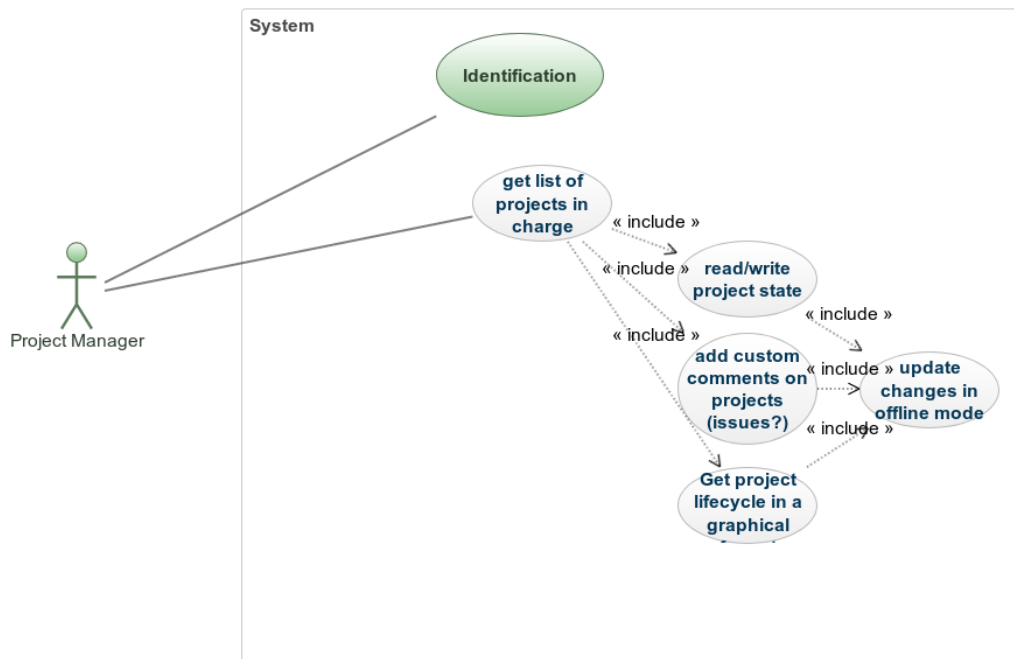 System
Identification
get list of
projects in
charge
« include »
« include »
read/write
project state
« include »
« include »
add custom
comments on
projects
(issues?)
« include »
update
changes in
offline mode
« include »
Get project
lifecycle in a
graphical
Project Manager